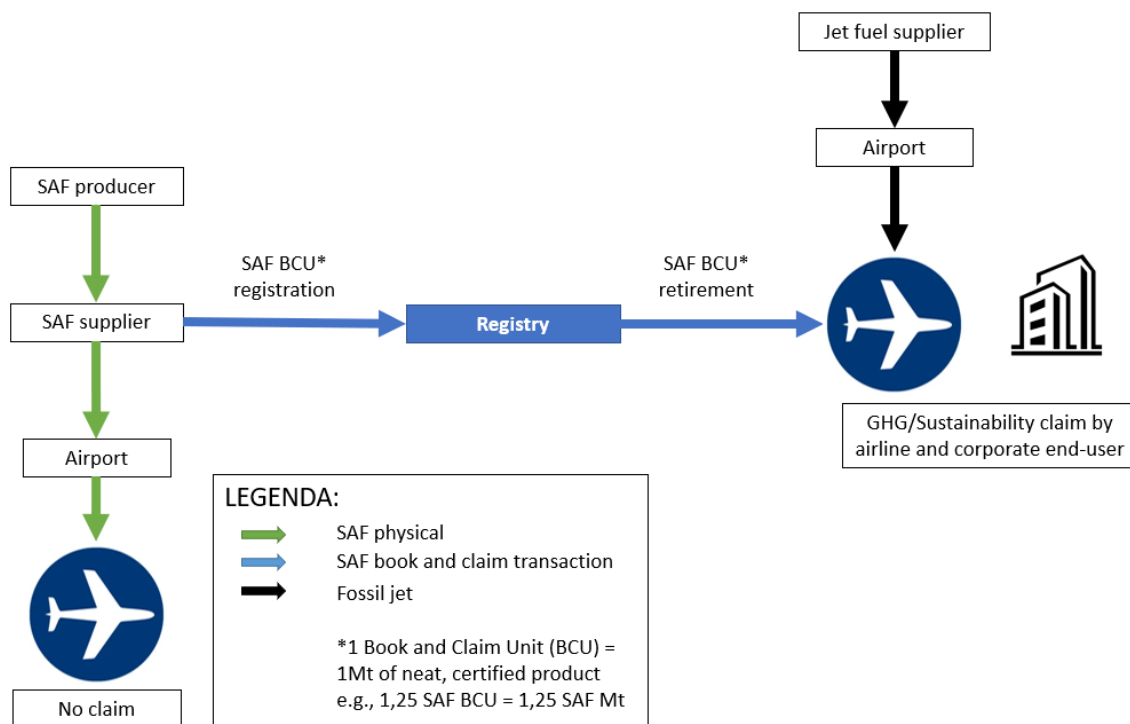 Jet fuel supplier
Airport
SAF producer
SAF BCU*
registration
SAF BCU*
retirement
SAF supplier
Registry
GHG/Sustainability claim by
airline and corporate end-user
Airport
LEGENDA:
SAF physical
SAF book and claim transaction
Fossil jet
*1 Book and Claim Unit (BCU) =
1Mt of neat, certified product
e.g., 1,25 SAF BCU = 1,25 SAF Mt
No claim